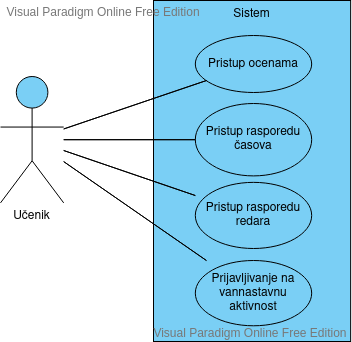 Visual Paradigm Online Free Edition
Sistem
Pristup ocenama
Pristup rasporedu
časova
Učenik
Pristup rasporedu
redara
Prijavljivanje na
vannastavnu
aktivnost
Visual Paradigm Online Free Edition